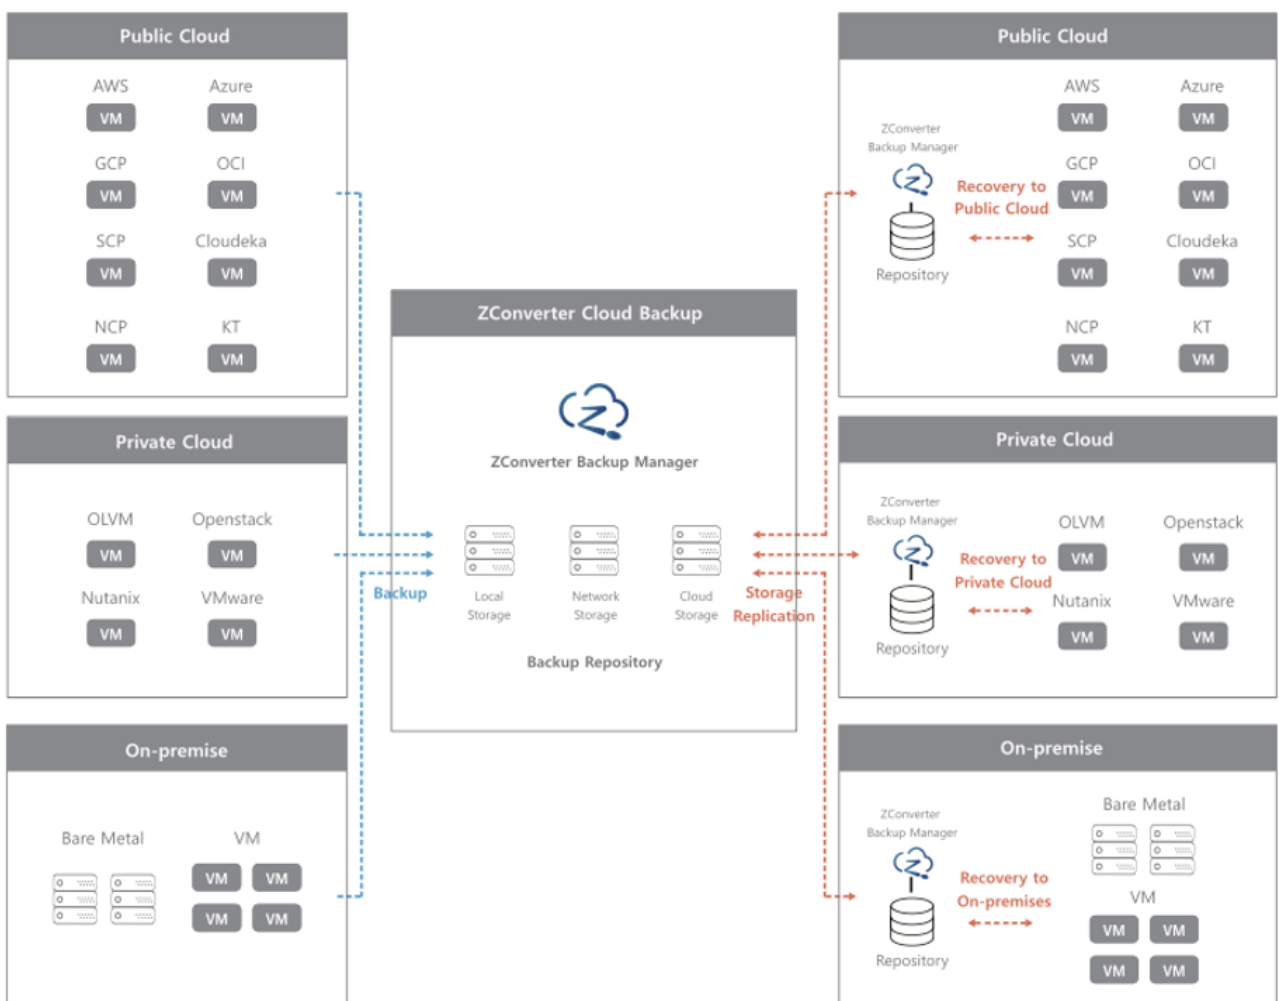 Public Cloud
AWS Azure
VM VM
GCP OCI
VM VM
SCP Cloudeka
VM VM
NCP KT
VM VM
Private Cloud
OLVM Openstack
VM VM
Nutanix VMware
VM VM
On-premise
Bare Metal VM
VM VM
VM VM
Backup
ZConverter Cloud Backup
ZConverter Backup Manager
Local
Storage
Network
Storage
Cloud
Storage
Backup Repository
Storage
Replication
Public Cloud
ZConverter
Backup Manager
Repository
Recovery to
Public Cloud
AWS Azure
VM VM
GCP OCI
VM VM
SCP Cloudeka
VM VM
NCP KT
VM VM
Private Cloud
ZConverter
Backup Manager
Repository
Recovery to
Private Cloud
OLVM Openstack
VM VM
Nutanix VMware
VM VM
On-premise
ZConverter
Backup Manager
Repository
Recovery to
On-premises
Bare Metal
VM
VM VM
VM VM